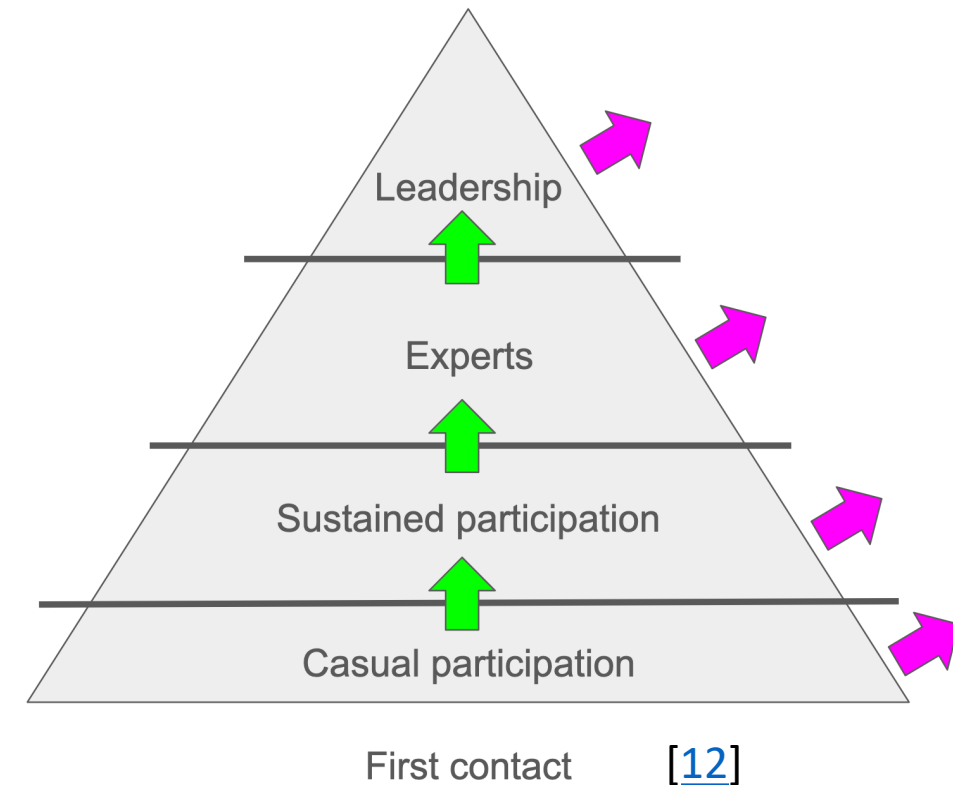 Leadership
Experts
Sustained participation
Casual participation
First contact [12]